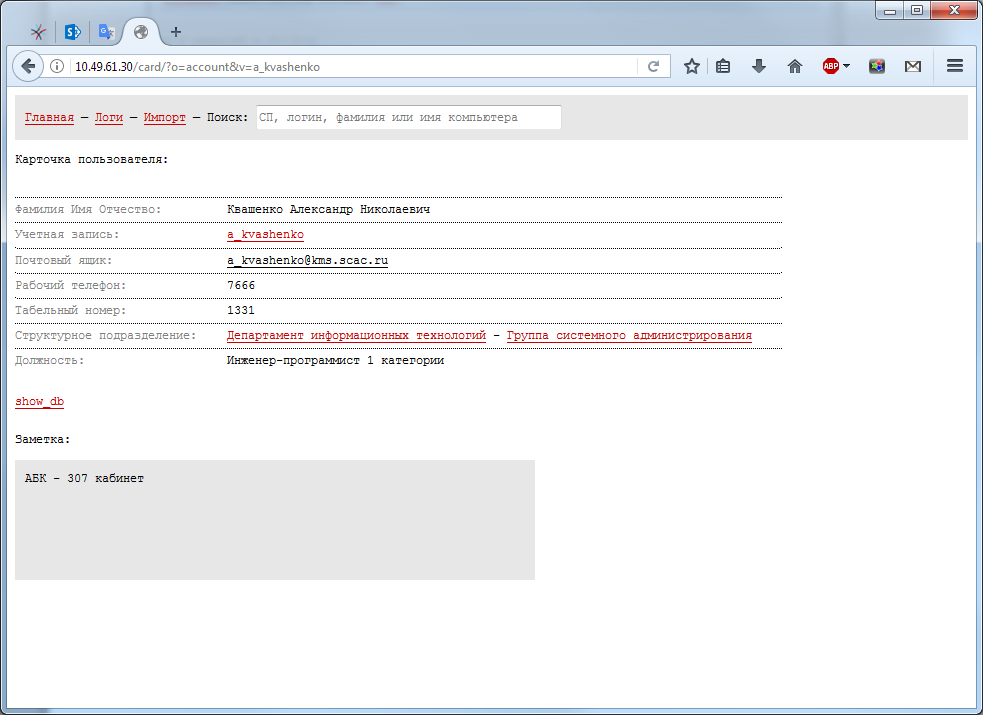 10.49.61.30/card/?o=account&v=a_kvashenko
ABP
Главная — Логи — Импорт — Поиск: СП, логин, фамилия или имя компьютера
Карточка пользователя:
Фамилия Имя Отчество: Квашенко Александр Николаевич
Учетная запись: a_kvashenko
Почтовый ящик: a_kvashenko@kms.scac.ru
Рабочий телефон: 7666
Табельный номер: 1331
Структурное подразделение: Департамент информационных технологий - Группа системного администрирования
Должность: Инженер-программист 1 категории
show_db
Заметка:
АБК - 307 кабинет